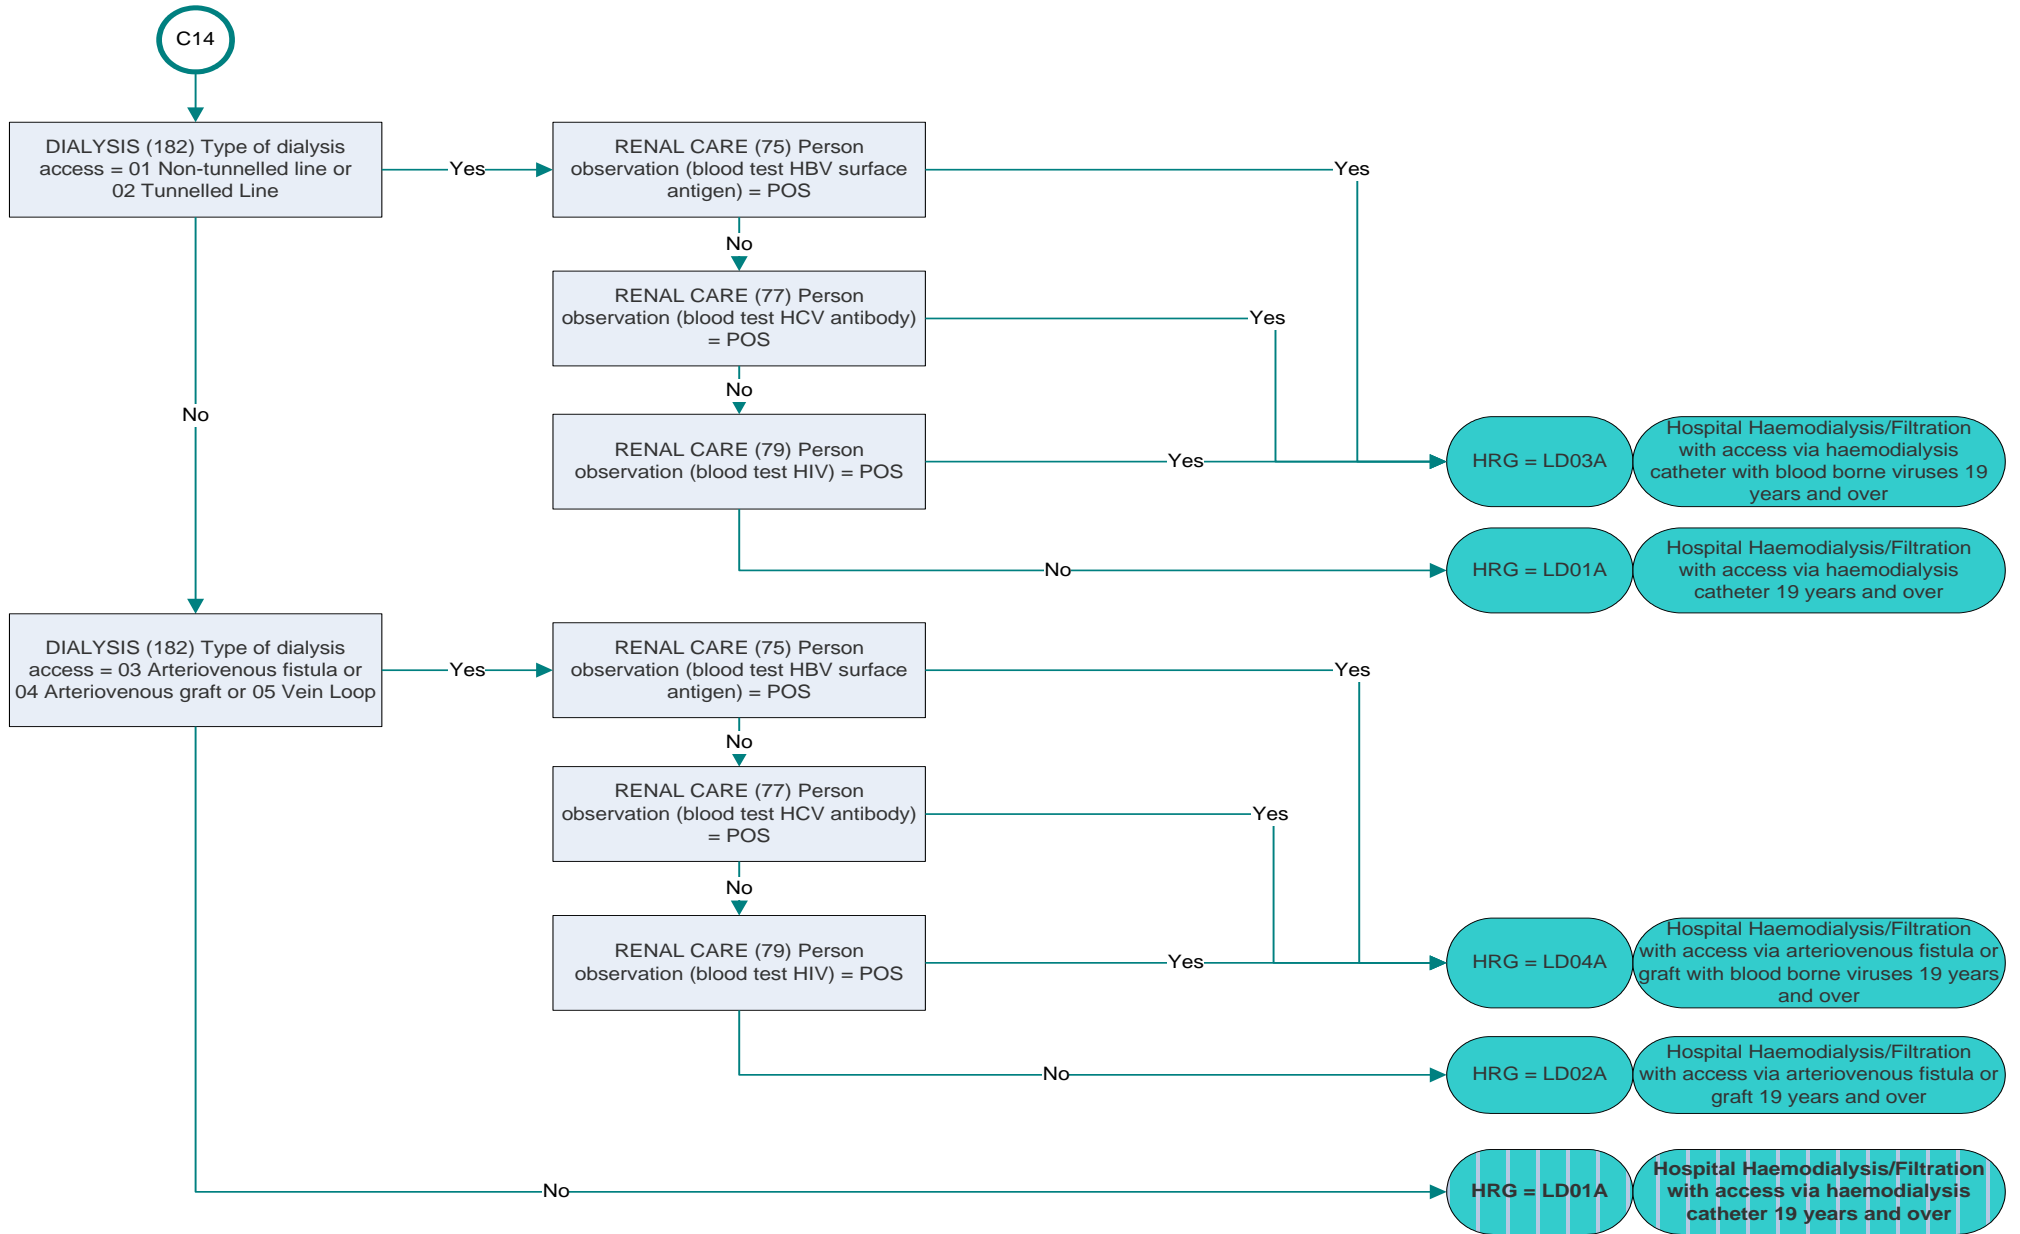 C14
DIALYSIS (182) Type of dialysis
access = 01 Non-tunnelled line or
02 Tunnelled Line
Yes
RENAL CARE (75) Person
observation (blood test HBV surface
antigen) = POS
Yes
No
RENAL CARE (77) Person
observation (blood test HCV antibody)
= POS
Yes
No
No
RENAL CARE (79) Person
observation (blood test HIV) = POS
Yes
HRG = LD03A
Hospital Haemodialysis/Filtration
with access via haemodialysis
catheter with blood borne viruses 19
years and over
No
HRG = LD01A
Hospital Haemodialysis/Filtration
with access via haemodialysis
catheter 19 years and over
DIALYSIS (182) Type of dialysis
access = 03 Arteriovenous fistula or
04 Arteriovenous graft or 05 Vein Loop
Yes
RENAL CARE (75) Person
observation (blood test HBV surface
antigen) = POS
Yes
No
RENAL CARE (77) Person
observation (blood test HCV antibody)
= POS
Yes
No
RENAL CARE (79) Person
observation (blood test HIV) = POS
Yes
HRG = LD04A
Hospital Haemodialysis/Filtration
with access via arteriovenous fistula or
graft with blood borne viruses 19 years
and over
No
HRG = LD02A
Hospital Haemodialysis/Filtration
with access via arteriovenous fistula or
graft 19 years and over
No
HRG = LD01A
Hospital Haemodialysis/Filtration
with access via haemodialysis
catheter 19 years and over